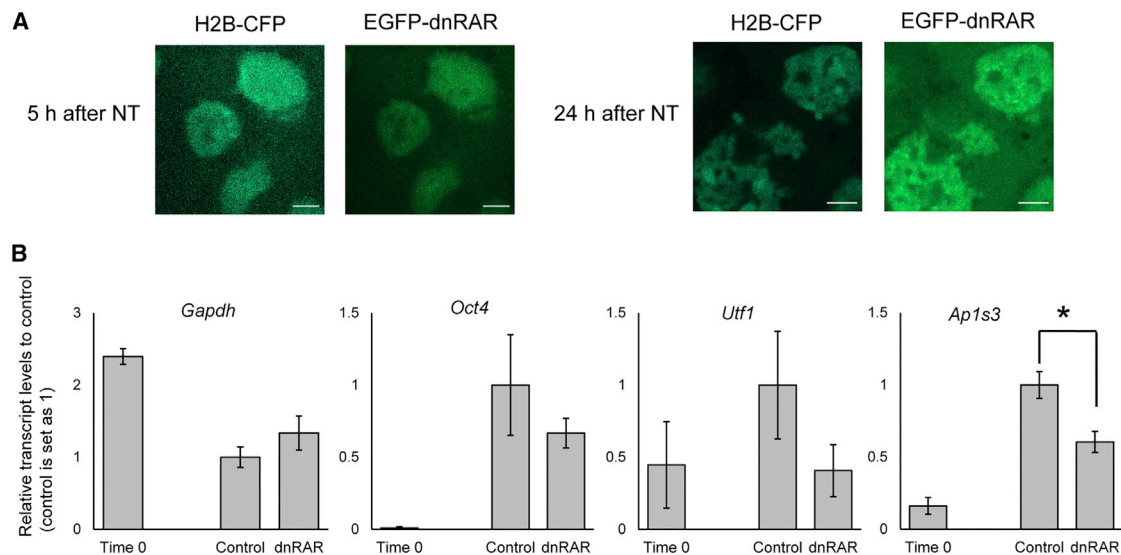 A
H2B-CFP EGFP-dnRAR H2B-CFP EGFP-dnRAR
5 h after NT 24 h after NT
B
Relative transcript levels to control
(control is set as 1)
Gapdh Oct4 Utf1 Ap1s3
*
3 1.5 1.5 1.5
2 1 1 1
1 0.5 0.5 0.5
0 0 0 0
Time 0 Control dnRAR Time 0 Control dnRAR Time 0 Control dnRAR Time 0 Control dnRAR